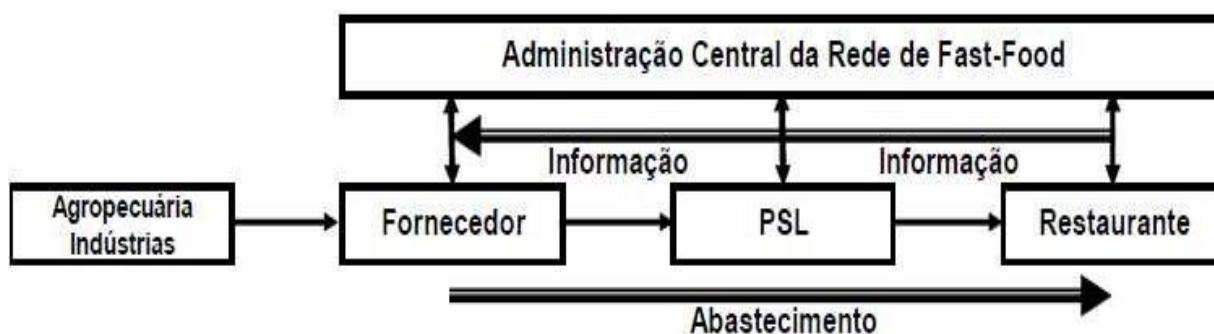 Administração Central da Rede de Fast-Food
Informação Informação
Agropecuária
Indústrias
Fornecedor PSL Restaurante
Abastecimento